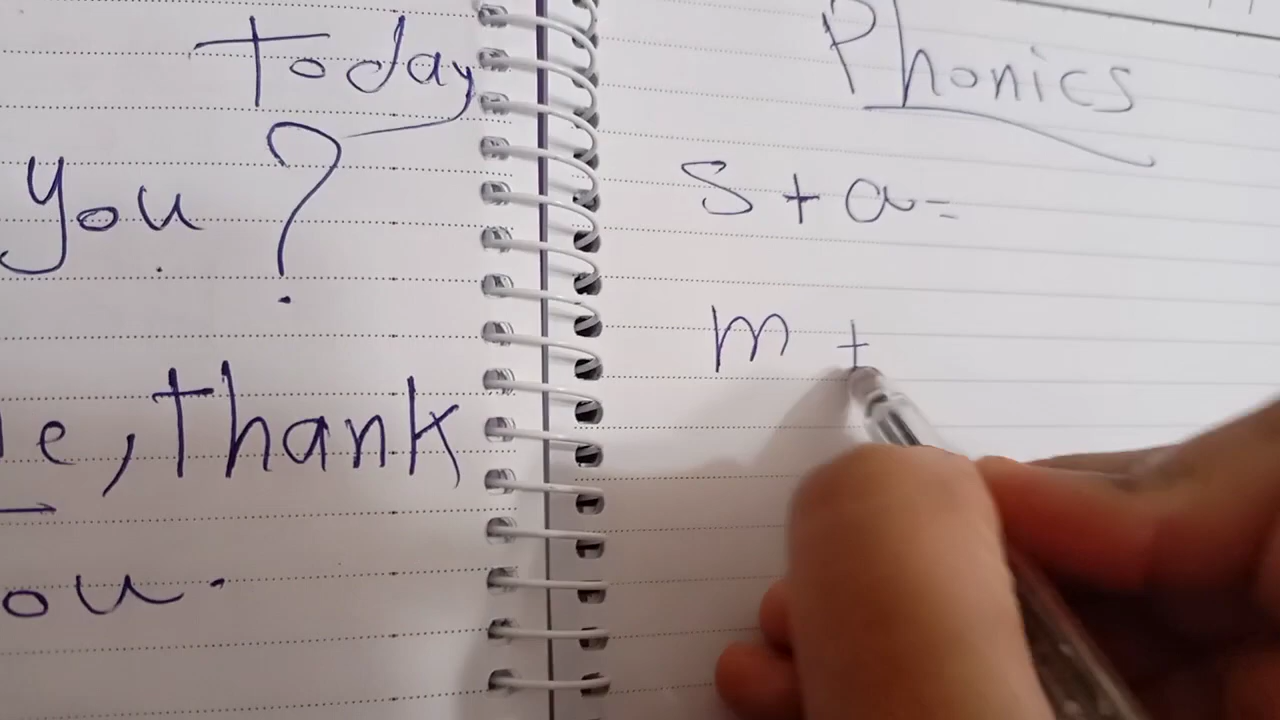 Today
you ?
e, thank
ou.
Phonics
s + a =
m +